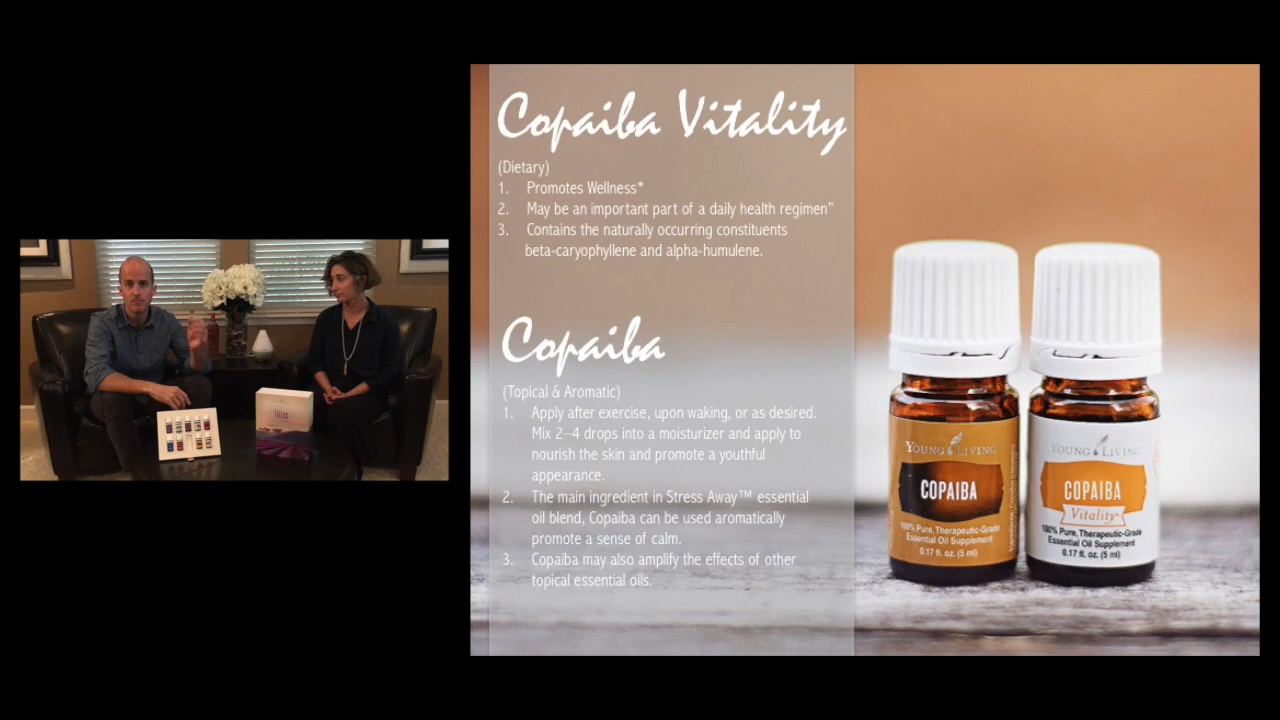 Copaiba Vitality
(Dietary)
1. Promotes Wellness*
2. May be an important part of a daily health regimen”
3. Contains the naturally occurring constituents
beta-caryophyllene and alpha-humulene.
Copaiba
(Topical & Aromatic)
1. Apply after exercise, upon waking, or as desired.
Mix 2–4 drops into a moisturizer and apply to
nourish the skin and promote a youthful
appearance.
2. The main ingredient in Stress Away™ essential
oil blend, Copaiba can be used aromatically
promote a sense of calm.
3. Copaiba may also amplify the effects of other
topical essential oils.
YOUNG LIVING
COPAIBA
100% Pure, Therapeutic-Grade
Essential Oil Supplement
0.17 fl. oz. (5 ml)
YOUNG LIVING
COPAIBA
Vitality
100% Pure, Therapeutic-Grade
Essential Oil Supplement
0.17 fl. oz. (5 ml)